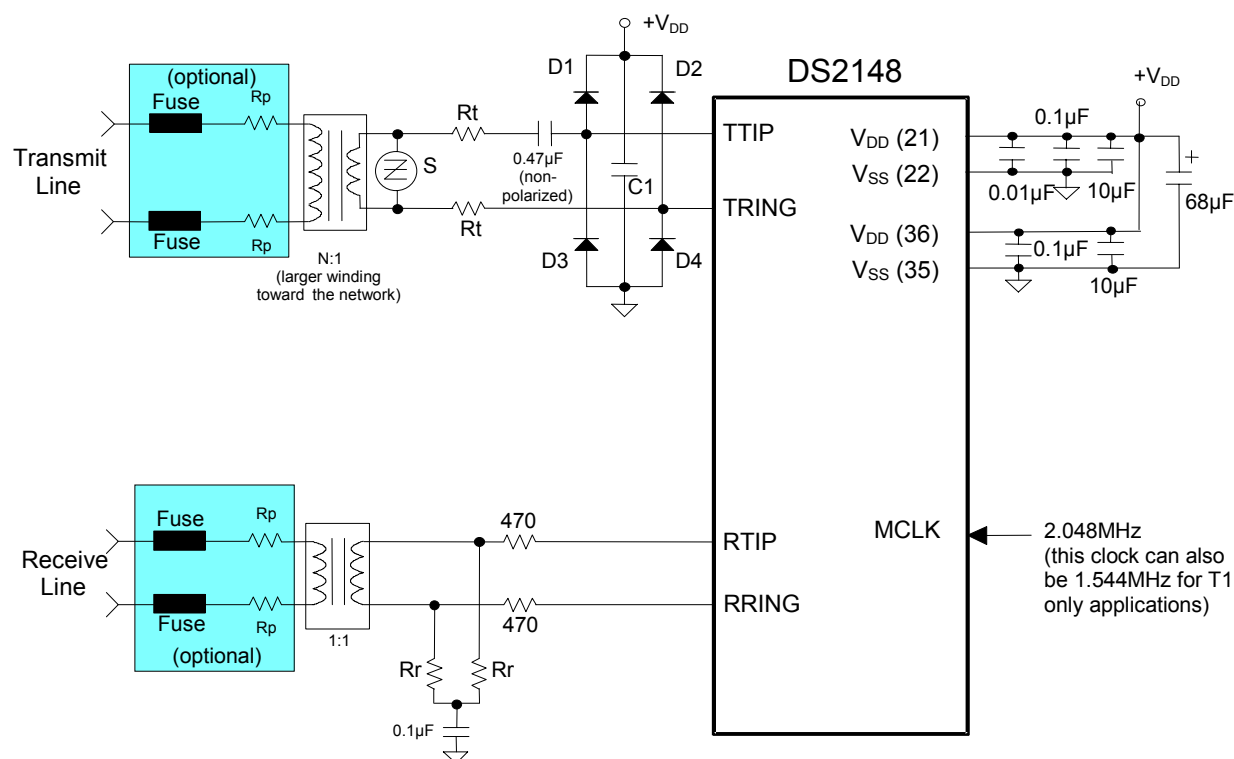 +VDD
(optional)
Fuse
Rp
D1
D2
DS2148
+VDD
Rt
TTIP
VDD (21)
0.1µF
+
Transmit
Line
S
0.47µF
(non-
polarized)
C1
VSS (22)
0.01µF
10µF
68µF
TRING
Fuse
Rp
Rt
VDD (36)
N:1
(larger winding
toward the network)
D3
D4
VSS (35)
0.1µF
10µF
Fuse
Rp
470
RTIP
MCLK
2.048MHz
(this clock can also
be 1.544MHz for T1
only applications)
Receive
Line
RRING
Fuse
Rp
470
(optional)
1:1
Rr
Rr
0.1µF